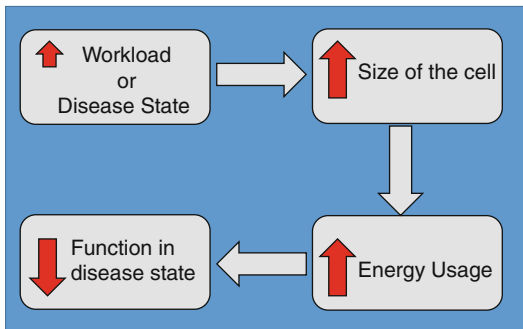 Workload
or
Disease State
Size of the cell
Energy Usage
Function in
disease state